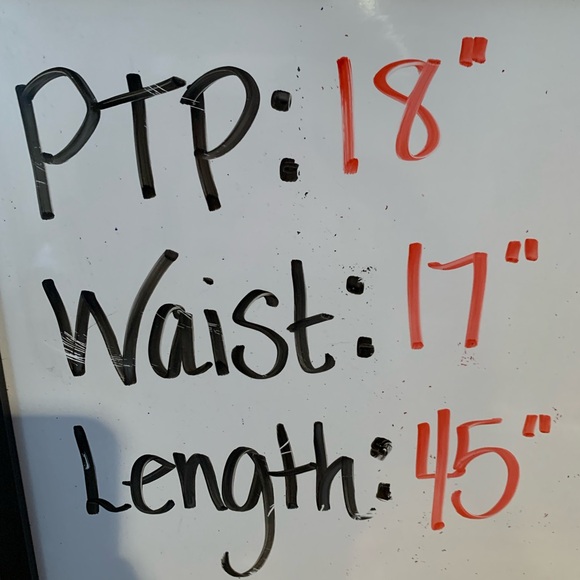 PTP: 18"
Waist: 17"
Length: 45"